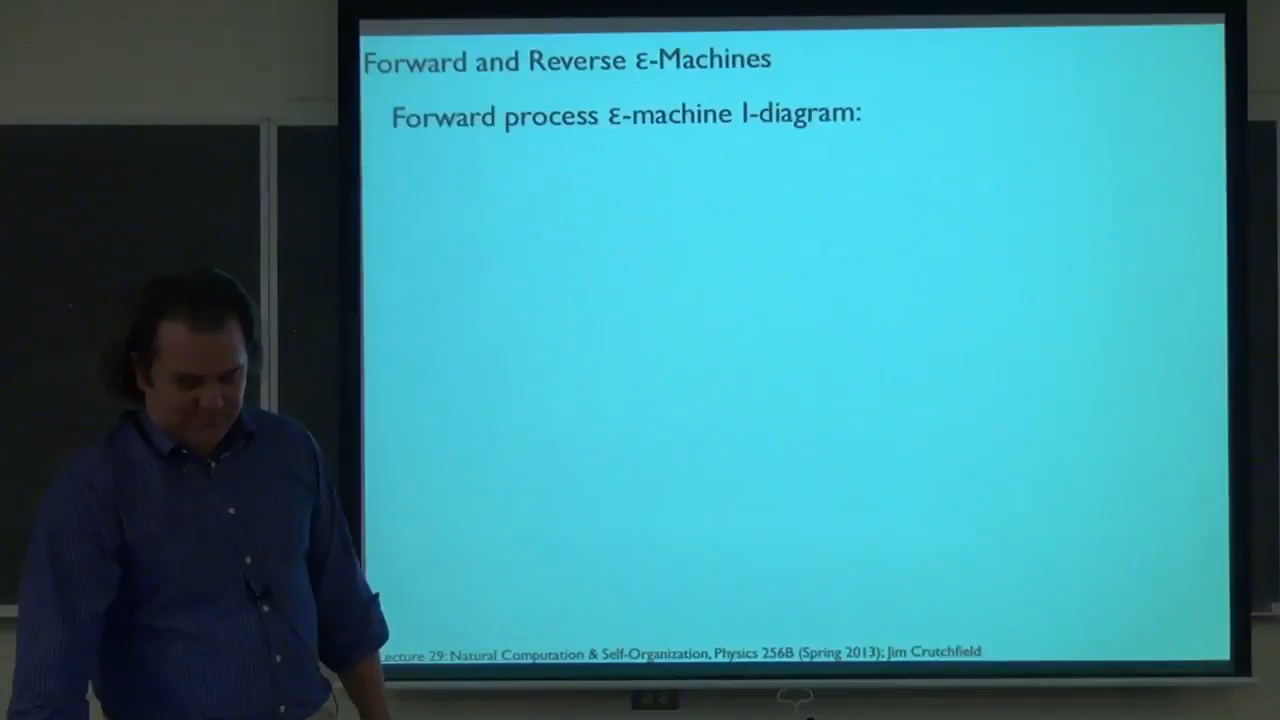 Forward and Reverse ε-Machines
Forward process ε-machine I-diagram:
Lecture 29: Natural Computation & Self-Organization, Physics 256B (Spring 2013); Jim Crutchfield